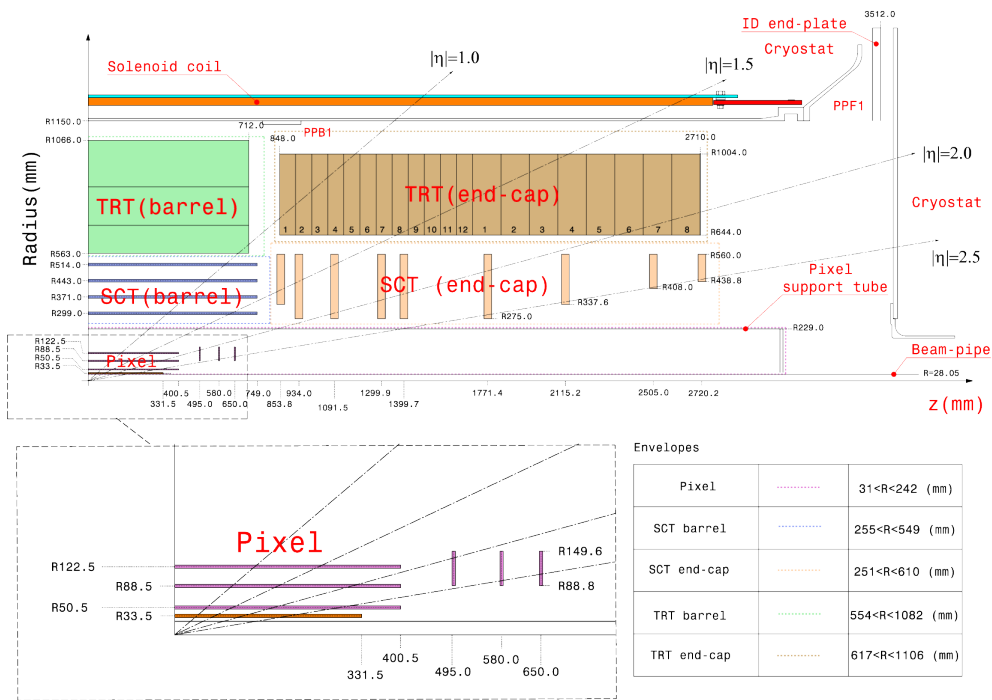 3512.0
ID end-plate
Cryostat
|η|=1.0
|η|=1.5
Solenoid coil
PPF1
PPB1
R1150.0
712.0
848.0
2710.0
R1066.0
R1004.0
|η|=2.0
Radius(mm)
TRT(barrel)
TRT(end-cap)
Cryostat
1 2 3 4 5 6 7 8 9 10 11 12 1 2 3 4 5 6 7 8
R644.0
R563.0
R560.0
R514.0
|η|=2.5
R443.0
SCT(barrel)
SCT (end-cap)
R438.8
R408.0
Pixel
support tube
R371.0
R337.6
R299.0
R275.0
R229.0
R122.5
R88.5
R50.5
R33.5
Pixel
Beam-pipe
R=28.05
400.5 580.0 749.0 934.0 1299.9 1771.4 2115.2 2505.0 2720.2
331.5 495.0 650.0 853.8 1091.5 1399.7
z(mm)
Pixel
R122.5
R88.5
R50.5
R33.5
R149.6
R88.8
400.5 580.0
331.5 495.0 650.0
Envelopes
Pixel 31<R<242 (mm)
SCT barrel 255<R<549 (mm)
SCT end-cap 251<R<610 (mm)
TRT barrel 554<R<1082 (mm)
TRT end-cap 617<R<1106 (mm)